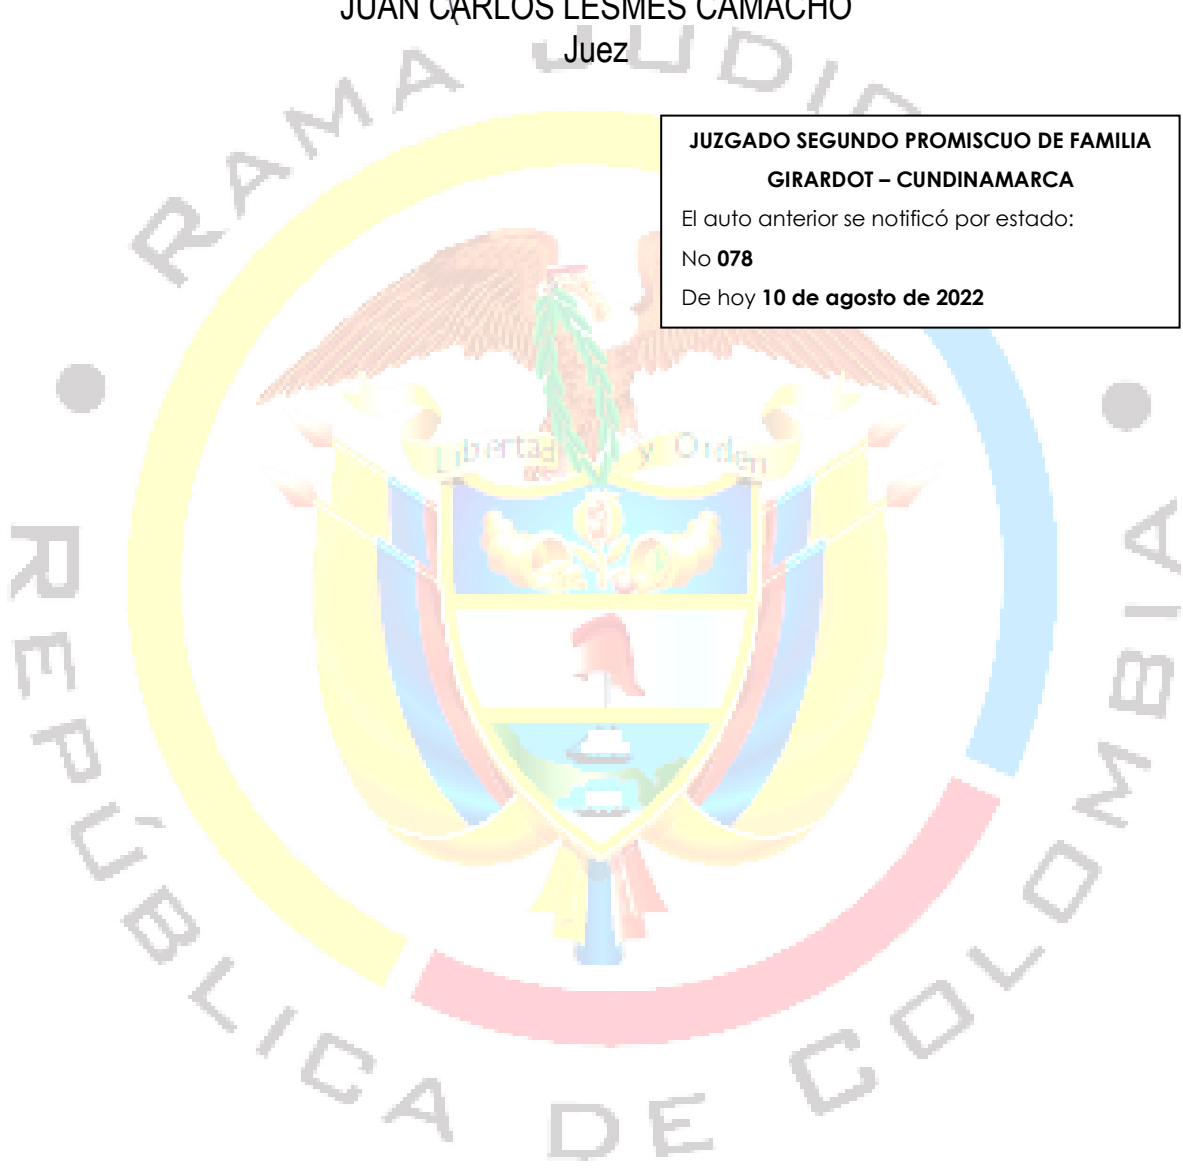 JUAN CARLOS LESMES CAMACHO
Juez
JUZGADO SEGUNDO PROMISCUO DE FAMILIA
GIRARDOT – CUNDINAMARCA
El auto anterior se notificó por estado:
No 078
De hoy 10 de agosto de 2022
RAMA JUDIC
Libertad y Orden
REPÚBLICA DE COLOMBIA